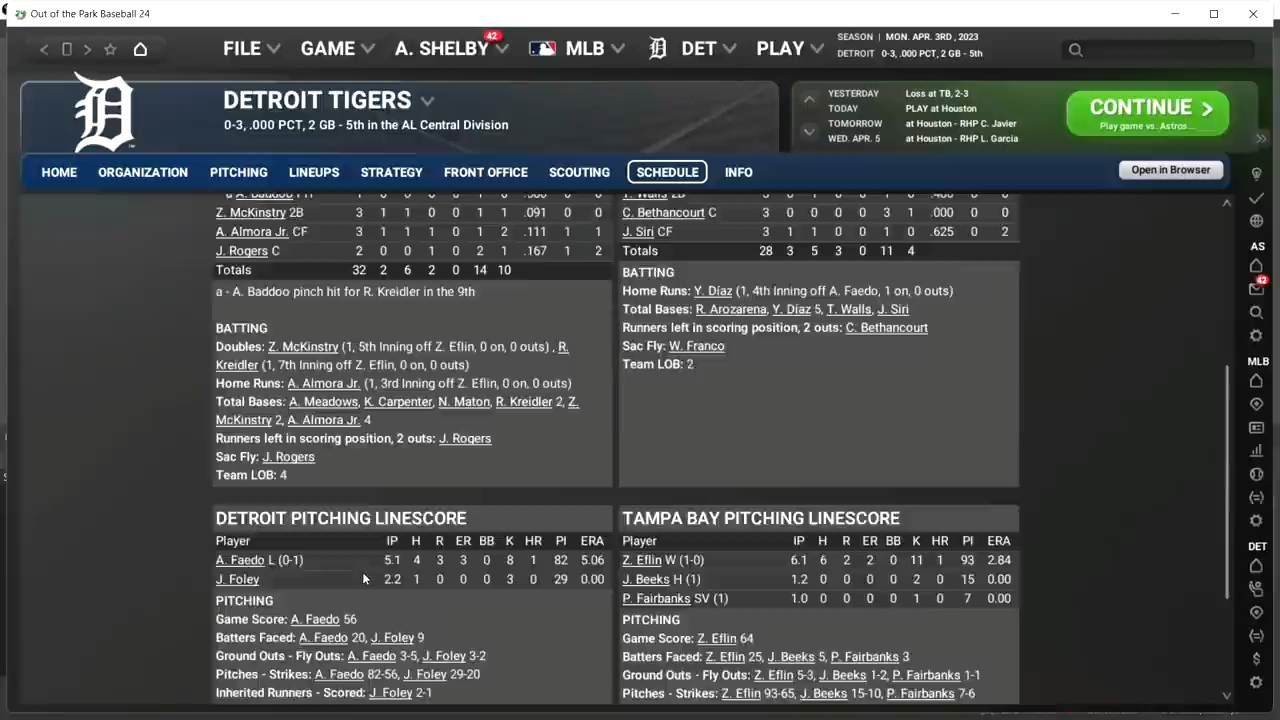 Out of the Park Baseball 24
FILE GAME A. SHELBY 42 MLB DET PLAY
SEASON | MON. APR. 3RD , 2023
DETROIT 0-3, .000 PCT, 2 GB - 5th
DETROIT TIGERS
0-3, .000 PCT, 2 GB - 5th in the AL Central Division
YESTERDAY Loss at TB, 2-3
TODAY PLAY at Houston
TOMORROW at Houston - RHP C. Javier
WED. APR. 5 at Houston - RHP L. Garcia
CONTINUE
Play game vs. Astros...
HOME ORGANIZATION PITCHING LINEUPS STRATEGY FRONT OFFICE SCOUTING SCHEDULE INFO
Open in Browser
Z. McKinstry 2B 3 1 1 0 0 1 1 .091 0 0
A. Almora Jr. CF 3 1 1 1 0 1 2 .111 1 1
J. Rogers C 2 0 0 1 0 2 1 .167 1 2
Totals 32 2 6 2 0 14 10
a - A. Baddoo pinch hit for R. Kreidler in the 9th
BATTING
Doubles: Z. McKinstry (1, 5th Inning off Z. Eflin, 0 on, 0 outs) , R.
Kreidler (1, 7th Inning off Z. Eflin, 0 on, 0 outs)
Home Runs: A. Almora Jr. (1, 3rd Inning off Z. Eflin, 0 on, 0 outs)
Total Bases: A. Meadows, K. Carpenter, N. Maton, R. Kreidler 2, Z.
McKinstry 2, A. Almora Jr. 4
Runners left in scoring position, 2 outs: J. Rogers
Sac Fly: J. Rogers
Team LOB: 4
C. Bethancourt C 3 0 0 0 0 3 1 .000 0 0
J. Siri CF 3 1 1 0 0 1 0 .625 0 2
Totals 28 3 5 3 0 11 4
BATTING
Home Runs: Y. Díaz (1, 4th Inning off A. Faedo, 1 on, 0 outs)
Total Bases: R. Arozarena, Y. Díaz 5, T. Walls, J. Siri
Runners left in scoring position, 2 outs: C. Bethancourt
Sac Fly: W. Franco
Team LOB: 2
DETROIT PITCHING LINESCORE
Player IP H R ER BB K HR PI ERA
A. Faedo L (0-1) 5.1 4 3 3 0 8 1 82 5.06
J. Foley 2.2 1 0 0 0 3 0 29 0.00
PITCHING
Game Score: A. Faedo 56
Batters Faced: A. Faedo 20, J. Foley 9
Ground Outs - Fly Outs: A. Faedo 3-5, J. Foley 3-2
Pitches - Strikes: A. Faedo 82-56, J. Foley 29-20
Inherited Runners - Scored: J. Foley 2-1
TAMPA BAY PITCHING LINESCORE
Player IP H R ER BB K HR PI ERA
Z. Eflin W (1-0) 6.1 6 2 2 0 11 1 93 2.84
J. Beeks H (1) 1.2 0 0 0 0 2 0 15 0.00
P. Fairbanks SV (1) 1.0 0 0 0 0 1 0 7 0.00
PITCHING
Game Score: Z. Eflin 64
Batters Faced: Z. Eflin 25, J. Beeks 5, P. Fairbanks 3
Ground Outs - Fly Outs: Z. Eflin 5-3, J. Beeks 1-2, P. Fairbanks 1-1
Pitches - Strikes: Z. Eflin 93-65, J. Beeks 15-10, P. Fairbanks 7-6
AS
42
MLB
DET